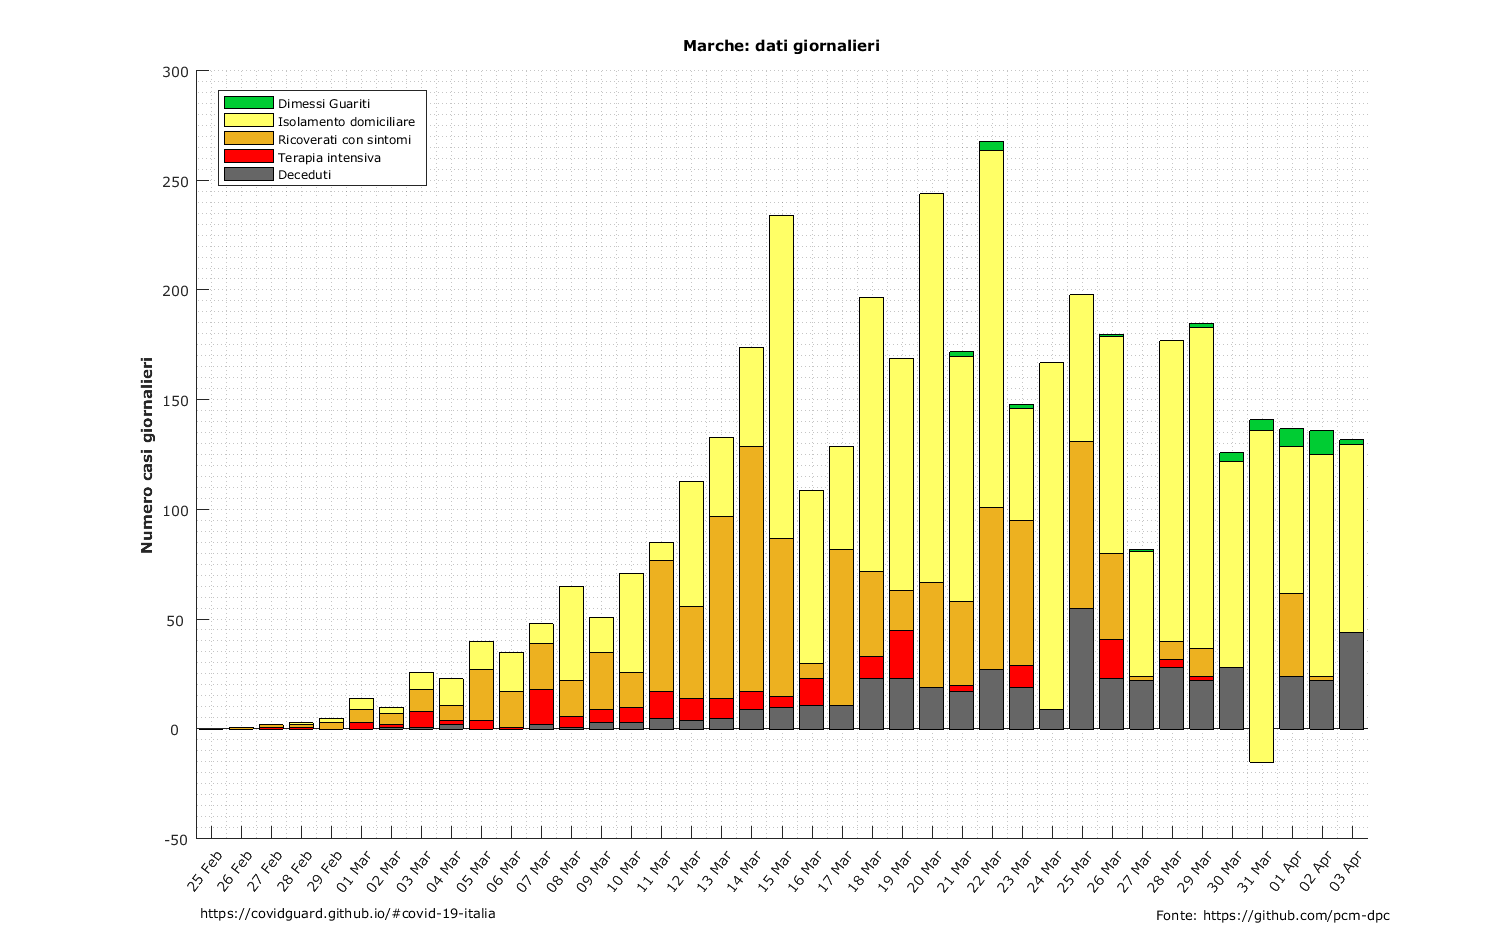 Marche: dati giornalieri
300
250
200
150
100
50
0
-50
Numero casi giornalieri
Dimessi Guariti
Isolamento domiciliare
Ricoverati con sintomi
Terapia intensiva
Deceduti
25 Feb
26 Feb
27 Feb
28 Feb
29 Feb
01 Mar
02 Mar
03 Mar
04 Mar
05 Mar
06 Mar
07 Mar
08 Mar
09 Mar
10 Mar
11 Mar
12 Mar
13 Mar
14 Mar
15 Mar
16 Mar
17 Mar
18 Mar
19 Mar
20 Mar
21 Mar
22 Mar
23 Mar
24 Mar
25 Mar
26 Mar
27 Mar
28 Mar
29 Mar
30 Mar
31 Mar
01 Apr
02 Apr
03 Apr
https://covidguard.github.io/#covid-19-italia
Fonte: https://github.com/pcm-dpc